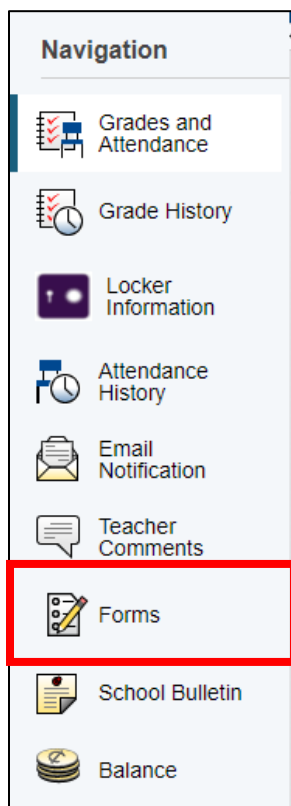 Navigation
Grades and
Attendance
Grade History
Locker
Information
Attendance
History
Email
Notification
Teacher
Comments
Forms
School Bulletin
Balance